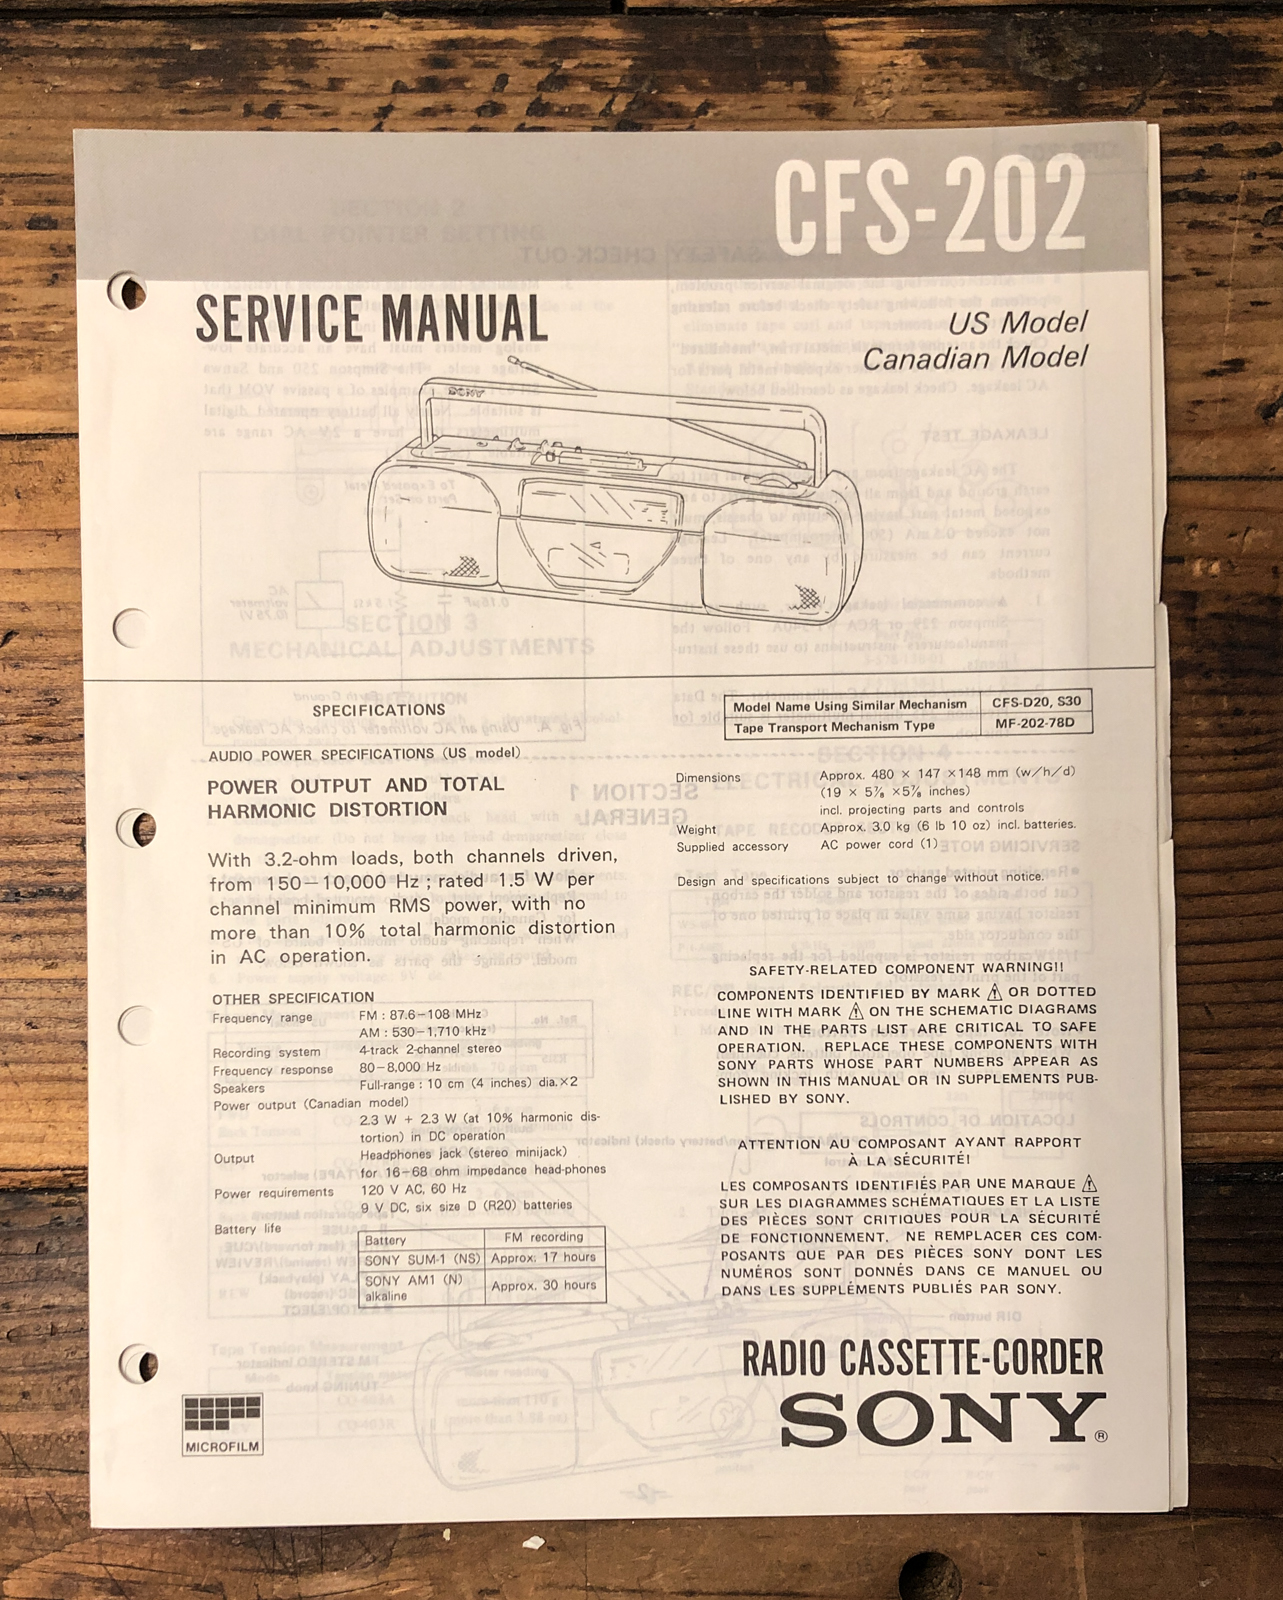 CFS-202
SERVICE MANUAL
US Model
Canadian Model
SONY
SPECIFICATIONS
AUDIO POWER SPECIFICATIONS (US model)
POWER OUTPUT AND TOTAL
HARMONIC DISTORTION
With 3.2-ohm loads, both channels driven,
from 150–10,000 Hz ; rated 1.5 W per
channel minimum RMS power, with no
more than 10% total harmonic distortion
in AC operation.
OTHER SPECIFICATION
Frequency range FM : 87.6–108 MHz
AM : 530–1,710 kHz
Recording system 4-track 2-channel stereo
Frequency response 80–8,000 Hz
Speakers Full-range : 10 cm (4 inches) dia.×2
Power output (Canadian model)
2.3 W + 2.3 W (at 10% harmonic dis-
tortion) in DC operation
Output Headphones jack (stereo minijack)
for 16–68 ohm impedance head-phones
Power requirements 120 V AC, 60 Hz
9 V DC, six size D (R20) batteries
Battery life
Battery FM recording
SONY SUM-1 (NS) Approx. 17 hours
SONY AM1 (N)
alkaline Approx. 30 hours
Model Name Using Similar Mechanism CFS-D20, S30
Tape Transport Mechanism Type MF-202-78D
Dimensions Approx. 480 × 147 ×148 mm (w/h/d)
(19 × 5⅞ ×5⅞ inches)
incl. projecting parts and controls
Weight Approx. 3.0 kg (6 lb 10 oz) incl. batteries.
Supplied accessory AC power cord (1)
Design and specifications subject to change without notice.
SAFETY-RELATED COMPONENT WARNING!!
COMPONENTS IDENTIFIED BY MARK ⚠ OR DOTTED
LINE WITH MARK ⚠ ON THE SCHEMATIC DIAGRAMS
AND IN THE PARTS LIST ARE CRITICAL TO SAFE
OPERATION. REPLACE THESE COMPONENTS WITH
SONY PARTS WHOSE PART NUMBERS APPEAR AS
SHOWN IN THIS MANUAL OR IN SUPPLEMENTS PUB-
LISHED BY SONY.
ATTENTION AU COMPOSANT AYANT RAPPORT
À LA SÉCURITÉ!
LES COMPOSANTS IDENTIFIÉS PAR UNE MARQUE ⚠
SUR LES DIAGRAMMES SCHÉMATIQUES ET LA LISTE
DES PIÈCES SONT CRITIQUES POUR LA SÉCURITÉ
DE FONCTIONNEMENT. NE REMPLACER CES COM-
POSANTS QUE PAR DES PIÈCES SONY DONT LES
NUMÉROS SONT DONNÉS DANS CE MANUEL OU
DANS LES SUPPLÉMENTS PUBLIÉS PAR SONY.
RADIO CASSETTE-CORDER
SONY®
MICROFILM